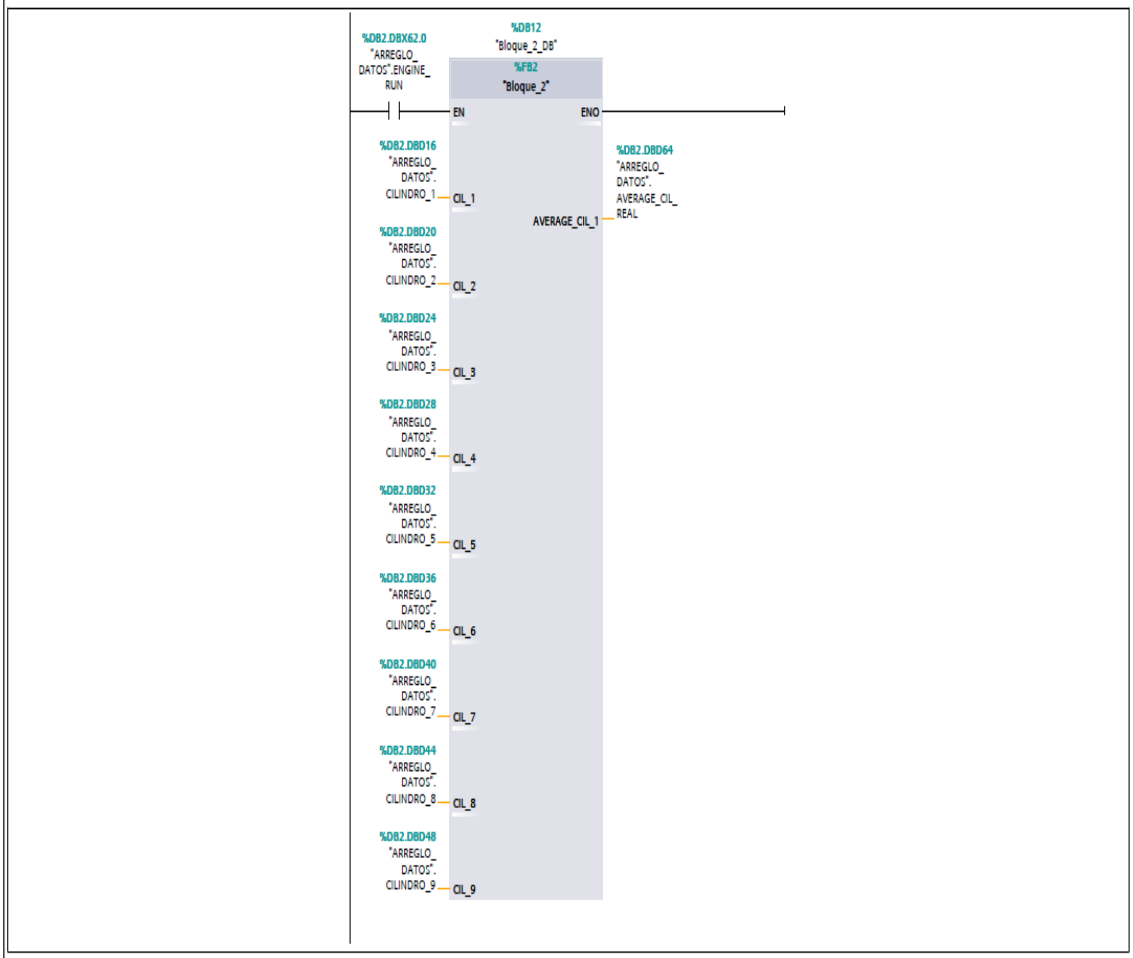 %DB2.DBX62.0
"ARREGLO_
DATOS".ENGINE_
RUN
%DB12
"Bloque_2_DB"
%FB2
"Bloque_2"
EN
ENO
%DB2.DBD16
"ARREGLO_
DATOS".
CILINDRO_1
CIL_1
%DB2.DBD64
"ARREGLO_
DATOS".
AVERAGE_CIL_
REAL
AVERAGE_CIL_1
%DB2.DBD20
"ARREGLO_
DATOS".
CILINDRO_2
CIL_2
%DB2.DBD24
"ARREGLO_
DATOS".
CILINDRO_3
CIL_3
%DB2.DBD28
"ARREGLO_
DATOS".
CILINDRO_4
CIL_4
%DB2.DBD32
"ARREGLO_
DATOS".
CILINDRO_5
CIL_5
%DB2.DBD36
"ARREGLO_
DATOS".
CILINDRO_6
CIL_6
%DB2.DBD40
"ARREGLO_
DATOS".
CILINDRO_7
CIL_7
%DB2.DBD44
"ARREGLO_
DATOS".
CILINDRO_8
CIL_8
%DB2.DBD48
"ARREGLO_
DATOS".
CILINDRO_9
CIL_9